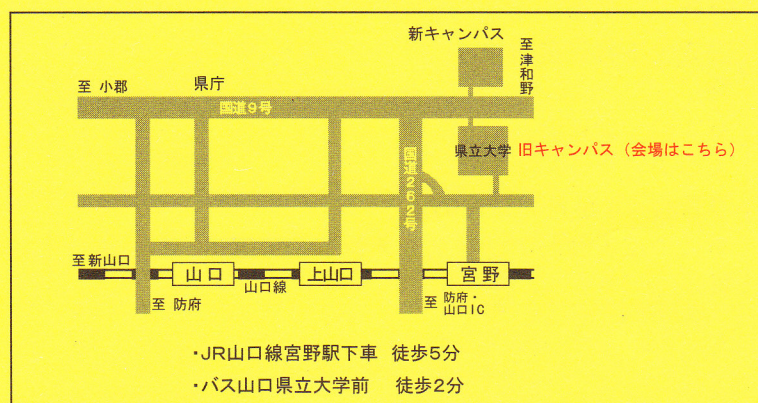 新キャンパス
至津和野
至 小郡
県庁
国道9号
県立大学
旧キャンパス（会場はこちら）
国道262号
至新山口
山口
山口線
上山口
宮野
至 防府
至 防府・
山口IC
・JR山口線宮野駅下車 徒歩5分
・バス山口県立大学前 徒歩2分